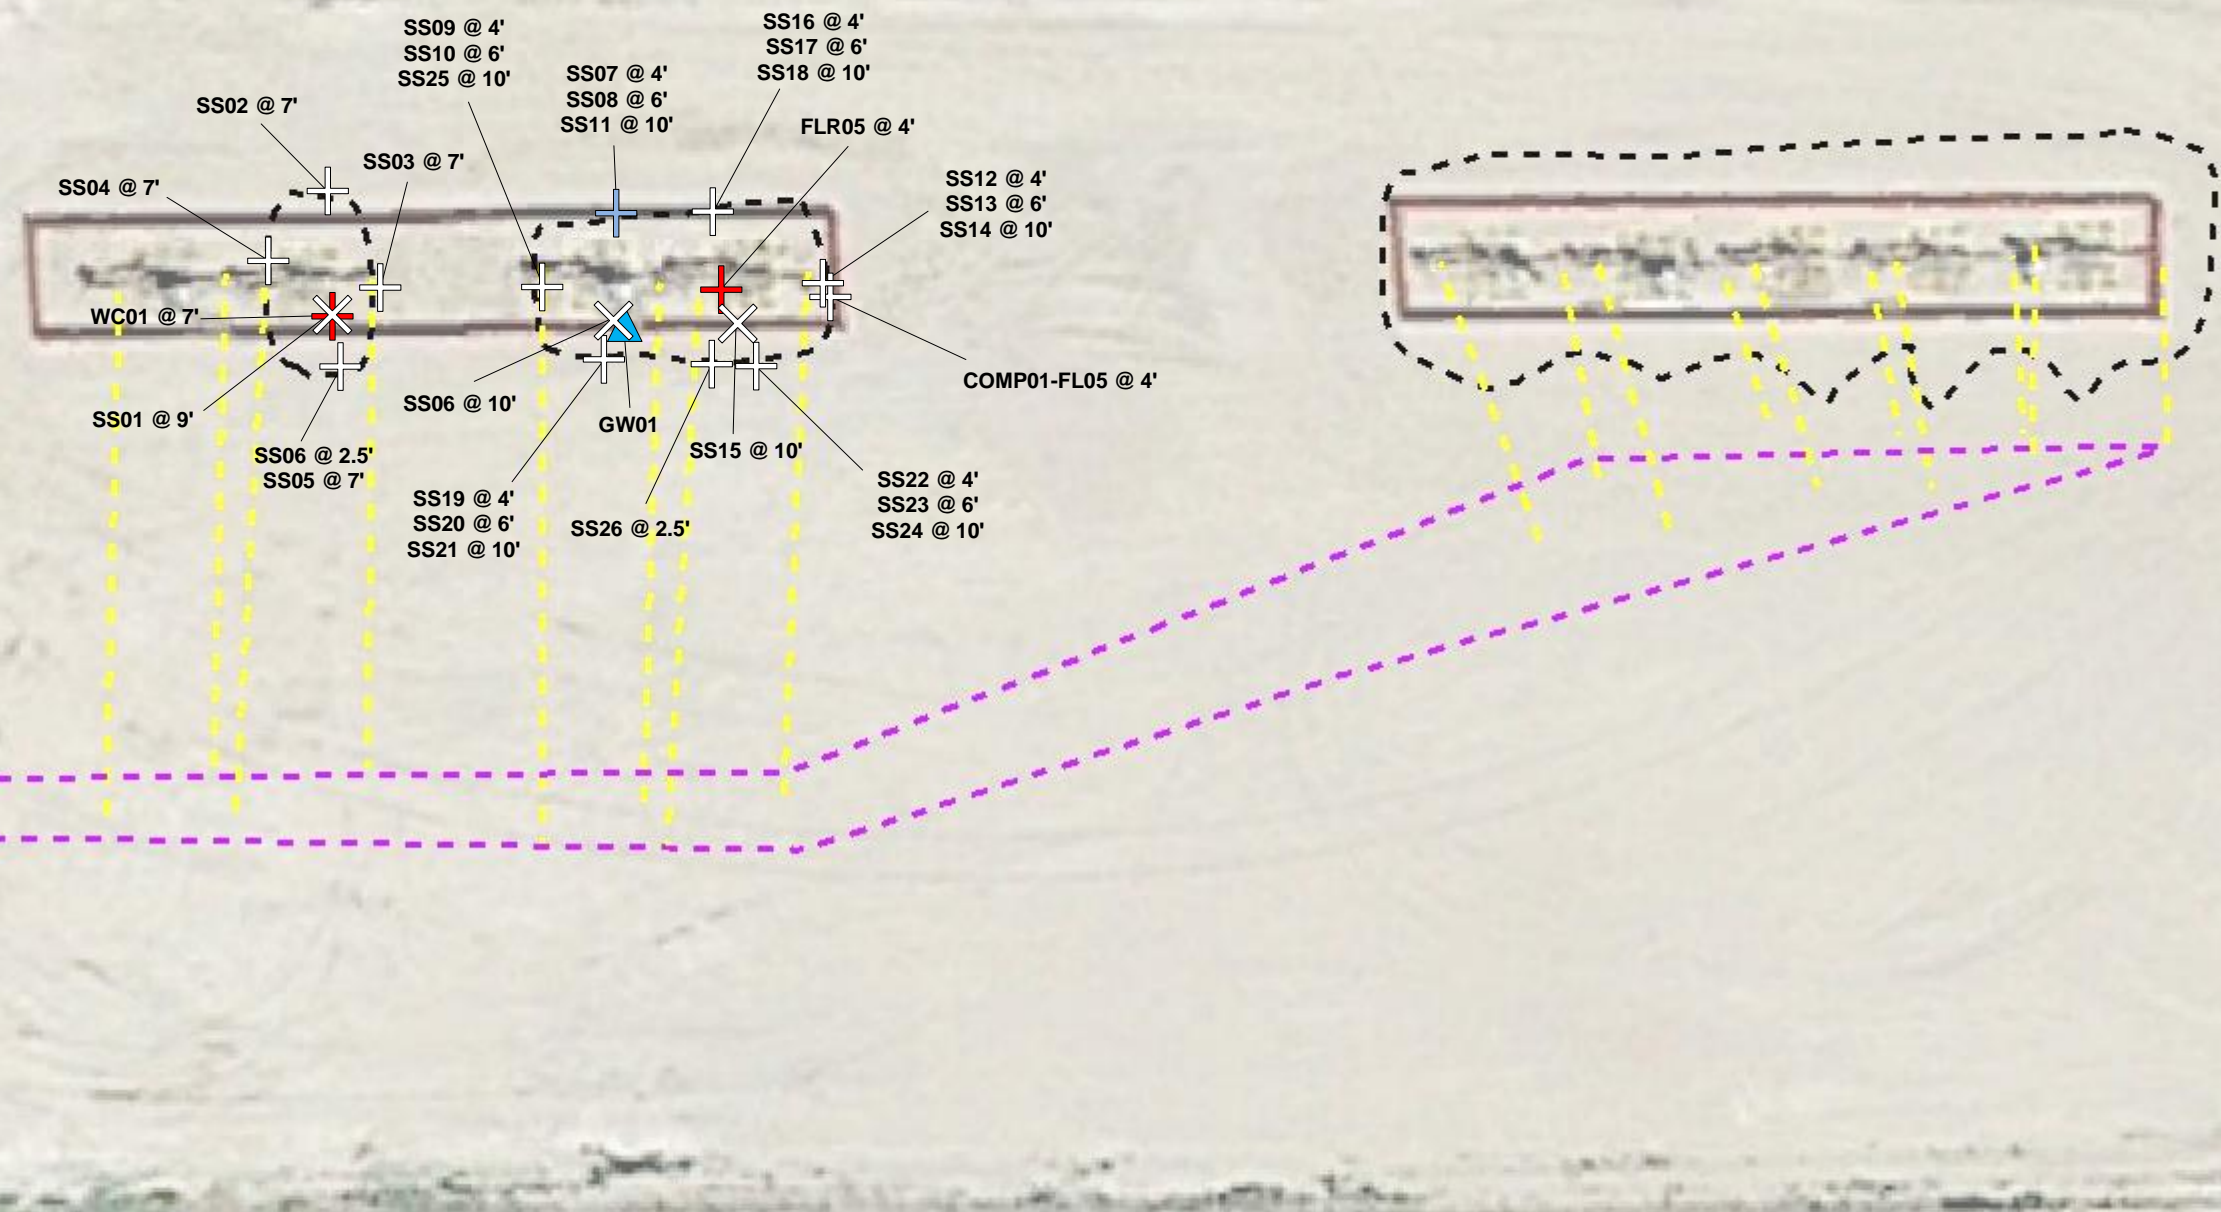 SS09 @ 4'
SS10 @ 6'
SS25 @ 10'
SS16 @ 4'
SS17 @ 6'
SS18 @ 10'
SS07 @ 4'
SS08 @ 6'
SS11 @ 10'
SS02 @ 7'
FLR05 @ 4'
SS03 @ 7'
SS04 @ 7'
SS12 @ 4'
SS13 @ 6'
SS14 @ 10'
WC01 @ 7'
COMP01-FL05 @ 4'
SS01 @ 9'
SS06 @ 10'
GW01
SS06 @ 2.5'
SS05 @ 7'
SS15 @ 10'
SS19 @ 4'
SS20 @ 6'
SS21 @ 10'
SS26 @ 2.5'
SS22 @ 4'
SS23 @ 6'
SS24 @ 10'